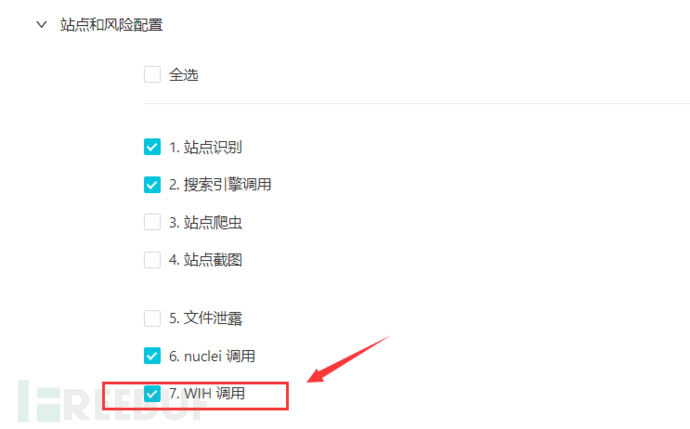 站点和风险配置
全选
1. 站点识别
2. 搜索引擎调用
3. 站点爬虫
4. 站点截图
5. 文件泄露
6. nuclei 调用
7. WIH 调用
FREEBUF